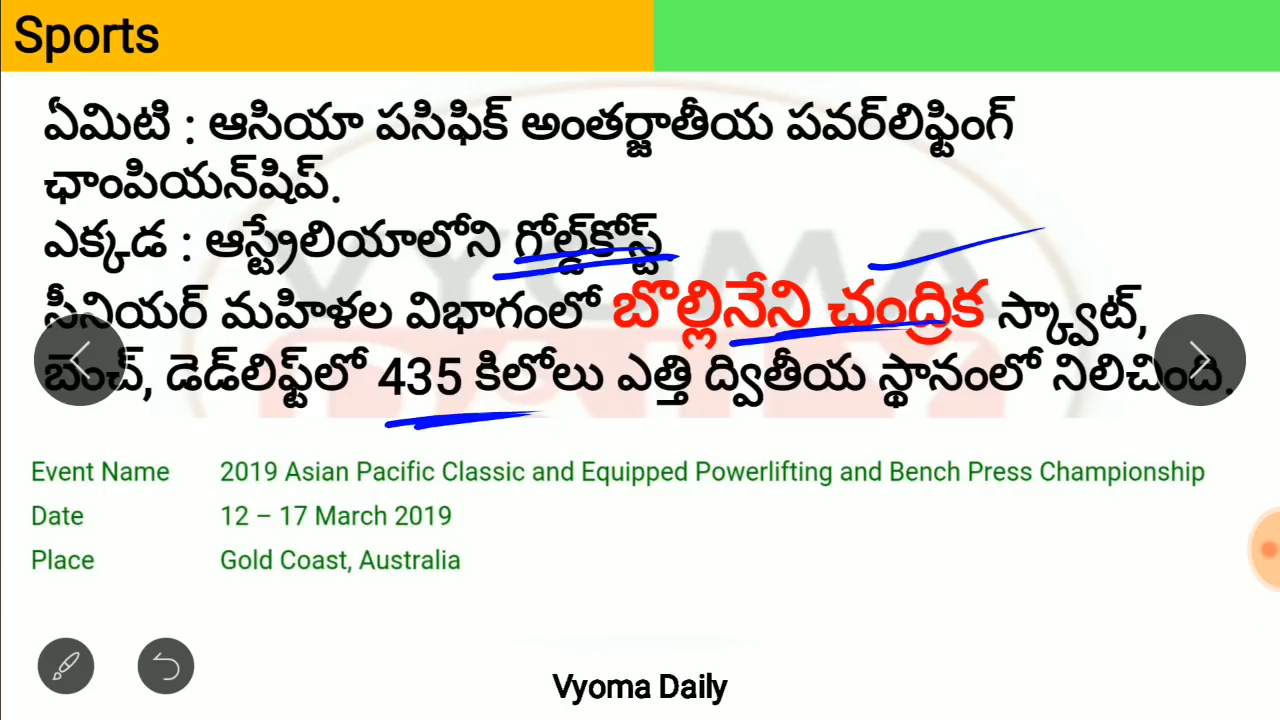 Sports
ఏమిటి : ఆసియా పసిఫిక్ అంతర్జాతీయ పవర్‌లిఫ్టింగ్
ఛాంపియన్‌షిప్.
ఎక్కడ : ఆస్ట్రేలియాలోని గోల్డ్‌కోస్ట్
సీనియర్ మహిళల విభాగంలో బొల్లినేని చంద్రిక స్క్వాట్,
బెంచ్, డెడ్‌లిఫ్ట్‌లో 435 కిలోలు ఎత్తి ద్వితీయ స్థానంలో నిలిచింది.
Event Name 2019 Asian Pacific Classic and Equipped Powerlifting and Bench Press Championship
Date 12 – 17 March 2019
Place Gold Coast, Australia
Vyoma Daily